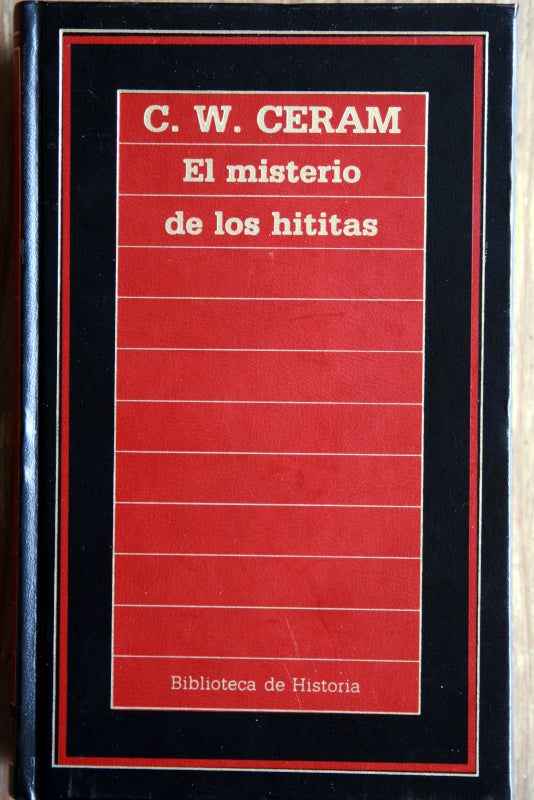 C. W. CERAM
El misterio
de los hititas
Biblioteca de Historia